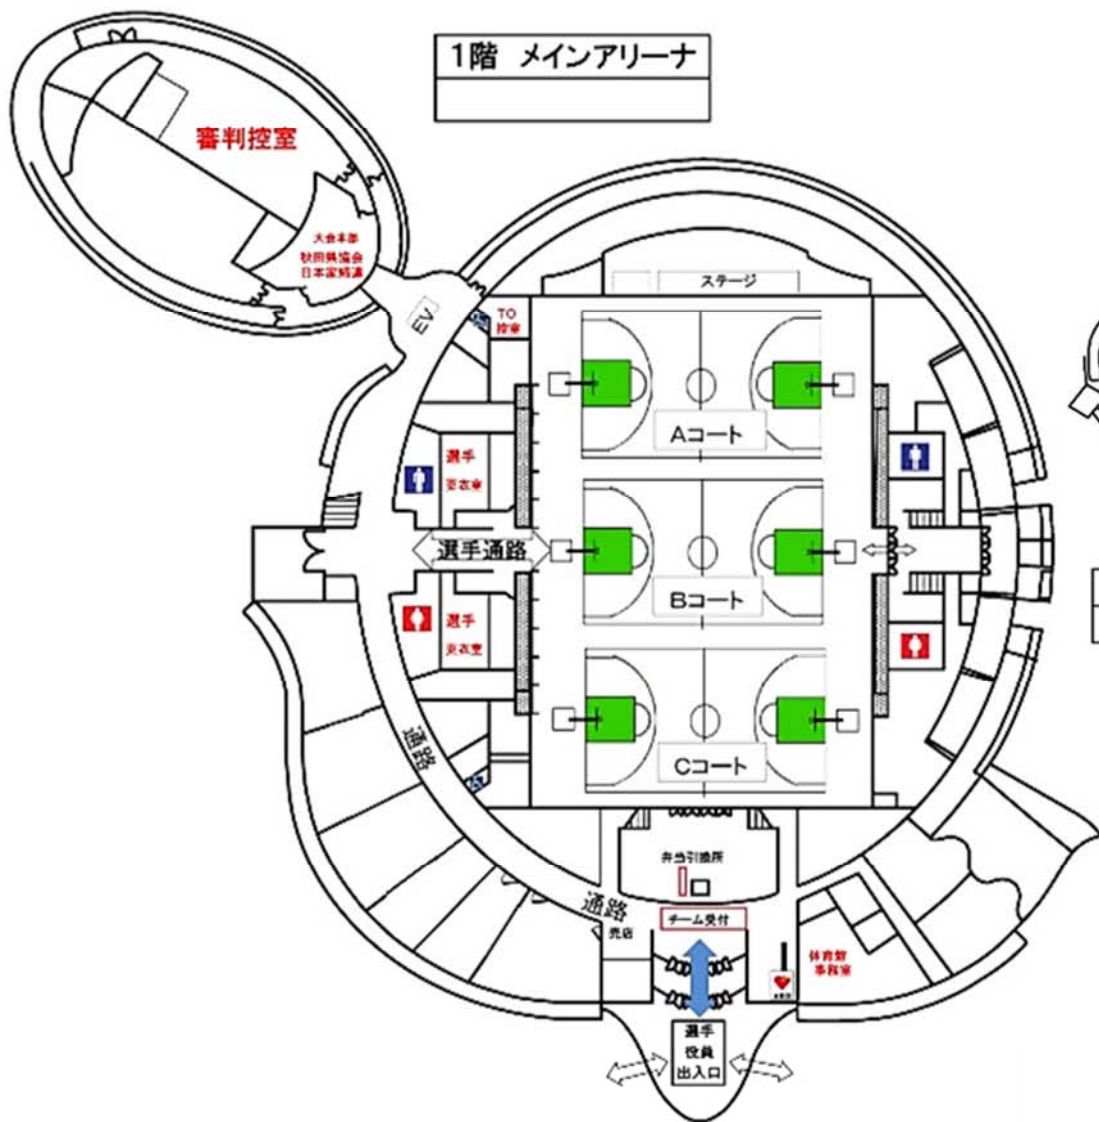 1階 メインアリーナ
審判控室
大会本部
秋田県協会
日本家婦連
EV
TO
控室
ステージ
Aコート
選手
更衣室
選手通路
Bコート
選手
更衣室
通路
Cコート
弁当引換所
通路
チーム受付
売店
体育館
事務室
選手
役員
出入口